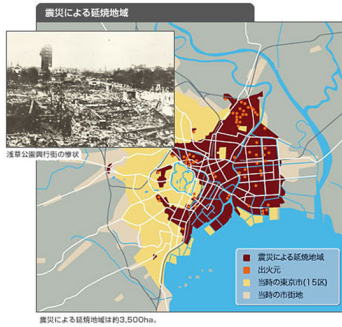 震災による延焼地域
浅草公園興行街の惨状
震災による延焼地域
出火元
当時の東京市(15区)
当時の市街地
震災による延焼地域は約3,500ha。